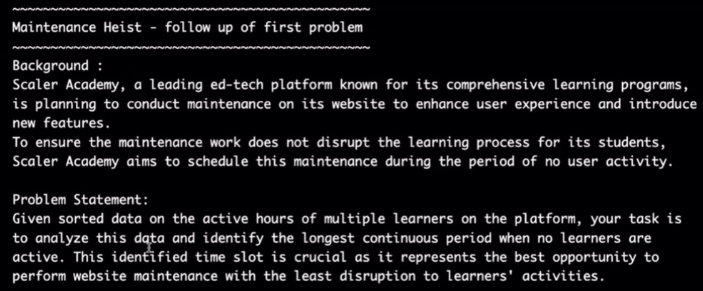 ~~~~~~~~~~~~~~~~~~~~~~~~~~~~~~~~~~~~~~~~~~~~~
Maintenance Heist - follow up of first problem
~~~~~~~~~~~~~~~~~~~~~~~~~~~~~~~~~~~~~~~~~~~~~
Background :
Scaler Academy, a leading ed-tech platform known for its comprehensive learning programs,
is planning to conduct maintenance on its website to enhance user experience and introduce
new features.
To ensure the maintenance work does not disrupt the learning process for its students,
Scaler Academy aims to schedule this maintenance during the period of no user activity.
Problem Statement:
Given sorted data on the active hours of multiple learners on the platform, your task is
to analyze this data and identify the longest continuous period when no learners are
active. This identified time slot is crucial as it represents the best opportunity to
perform website maintenance with the least disruption to learners' activities.